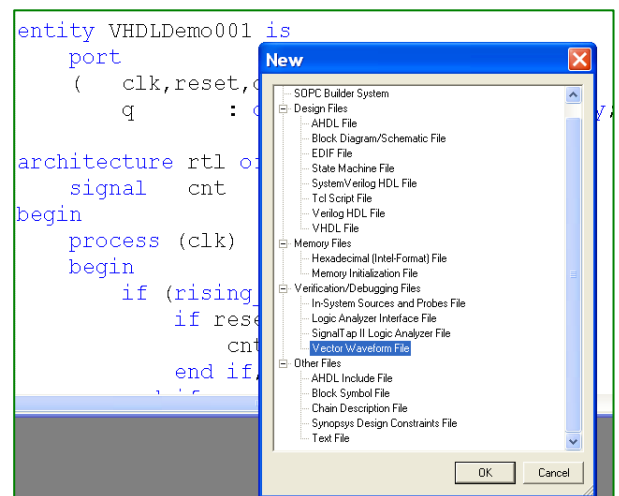 entity VHDLDemo001 is
port
( clk,reset,
q :
architecture rtl
signal cnt
begin
process (clk)
begin
if (rising_
if
cnt
end if
New
SOPC Builder System
Design Files
AHDL File
Block Diagram/Schematic File
EDIF File
State Machine File
SystemVerilog HDL File
Tcl Script File
Verilog HDL File
VHDL File
Memory Files
Hexadecimal (Intel-Format) File
Memory Initialization File
Verification/Debugging Files
In-System Sources and Probes File
Logic Analyzer Interface File
SignalTap II Logic Analyzer File
Vector Waveform File
Other Files
AHDL Include File
Block Symbol File
Chain Description File
Synopsys Design Constraints File
Text File
OK Cancel